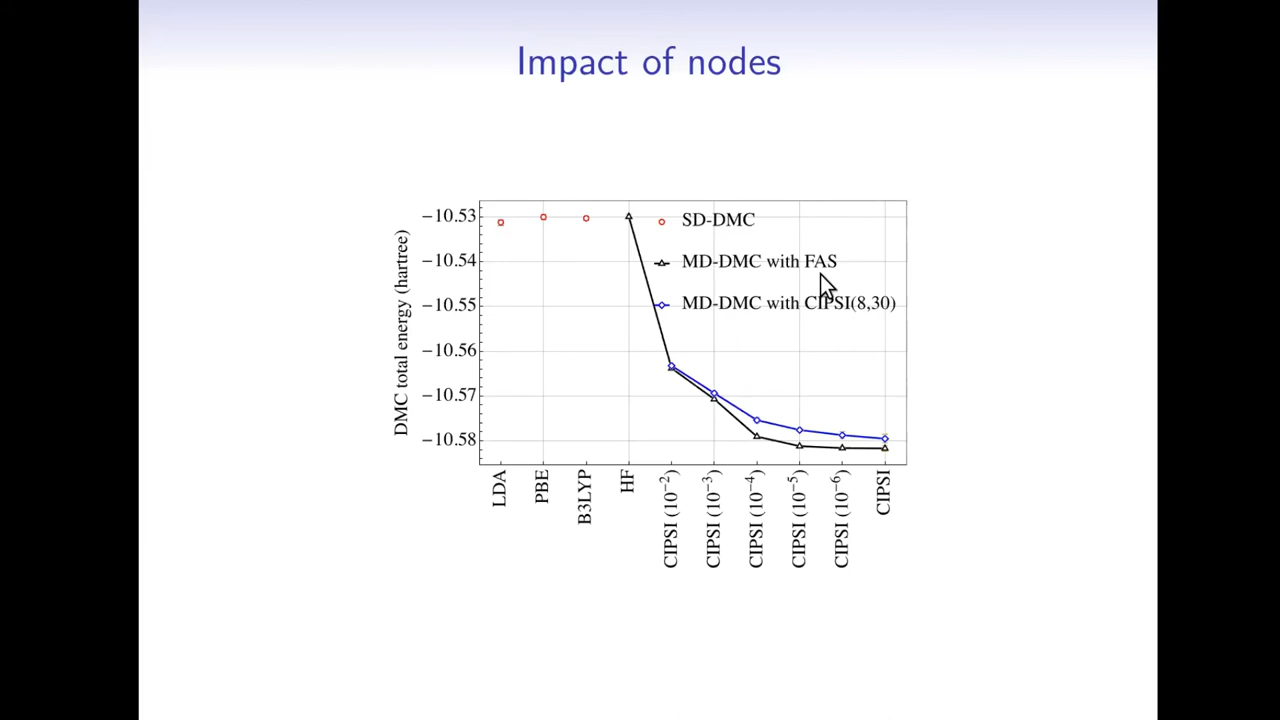 Impact of nodes
DMC total energy (hartree)
−10.53
−10.54
−10.55
−10.56
−10.57
−10.58
SD-DMC
MD-DMC with FAS
MD-DMC with CIPSI(8,30)
LDA
PBE
B3LYP
HF
CIPSI (10⁻²)
CIPSI (10⁻³)
CIPSI (10⁻⁴)
CIPSI (10⁻⁵)
CIPSI (10⁻⁶)
CIPSI